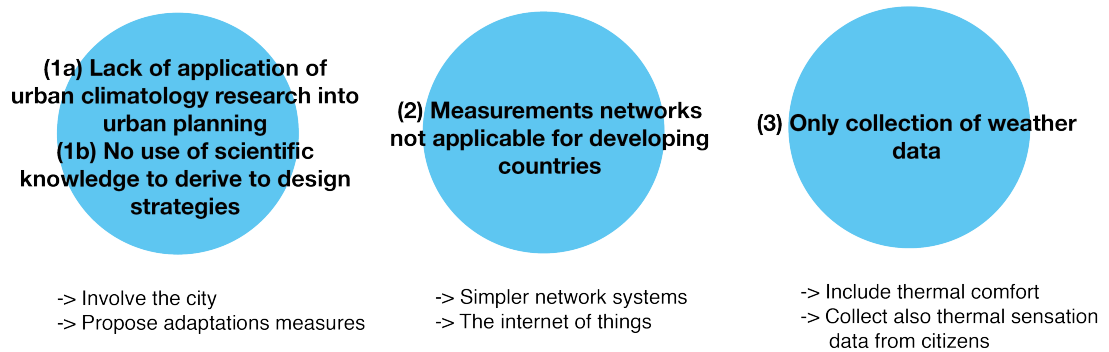 (1a) Lack of application of
urban climatology research into
urban planning
(1b) No use of scientific
knowledge to derive to design
strategies
-> Involve the city
-> Propose adaptations measures
(2) Measurements networks
not applicable for developing
countries
-> Simpler network systems
-> The internet of things
(3) Only collection of weather
data
-> Include thermal comfort
-> Collect also thermal sensation
data from citizens